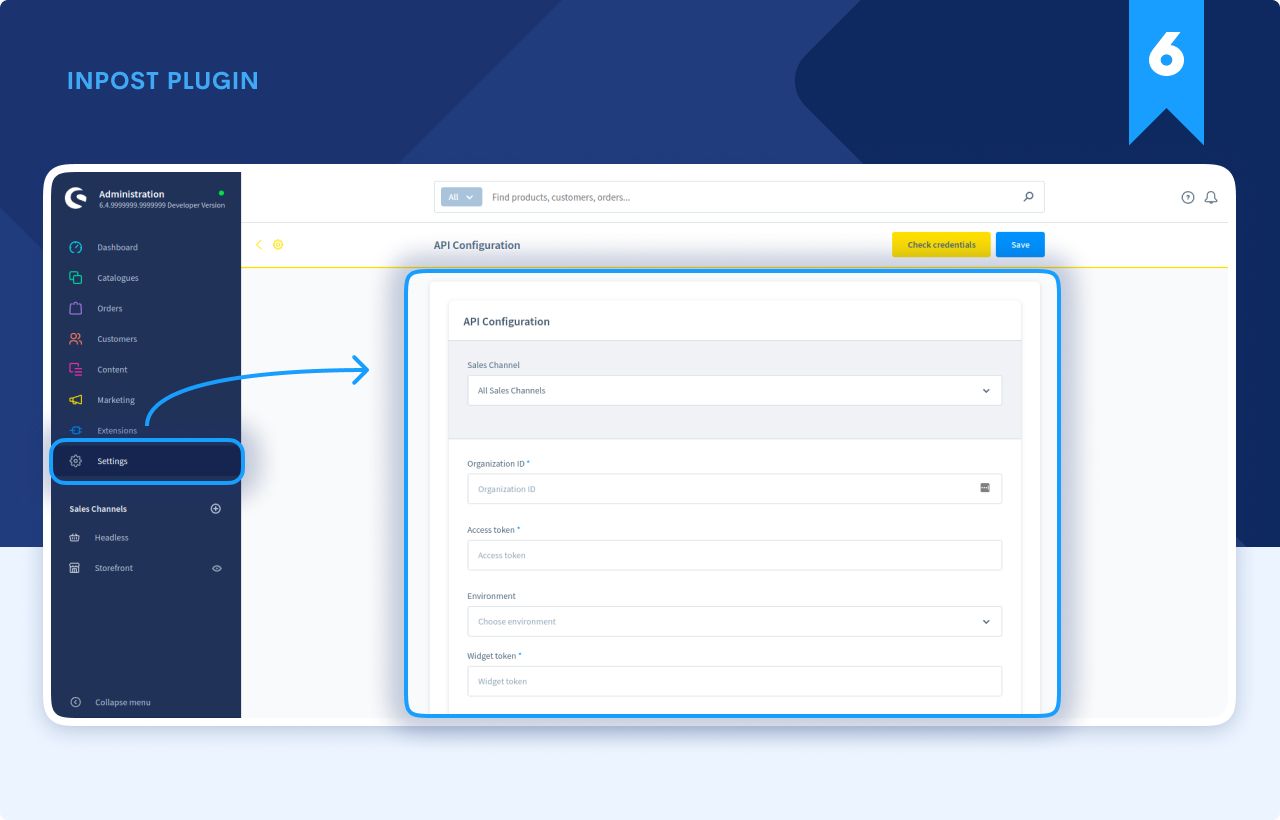 INPOST PLUGIN
6
Administration
6.4.9999999.9999999 Developer Version
All
Find products, customers, orders...
Dashboard
Catalogues
Orders
Customers
Content
Marketing
Extensions
Settings
Sales Channels
Headless
Storefront
Collapse menu
API Configuration
Check credentials
Save
API Configuration
Sales Channel
All Sales Channels
Organization ID *
Organization ID
Access token *
Access token
Environment
Choose environment
Widget token *
Widget token